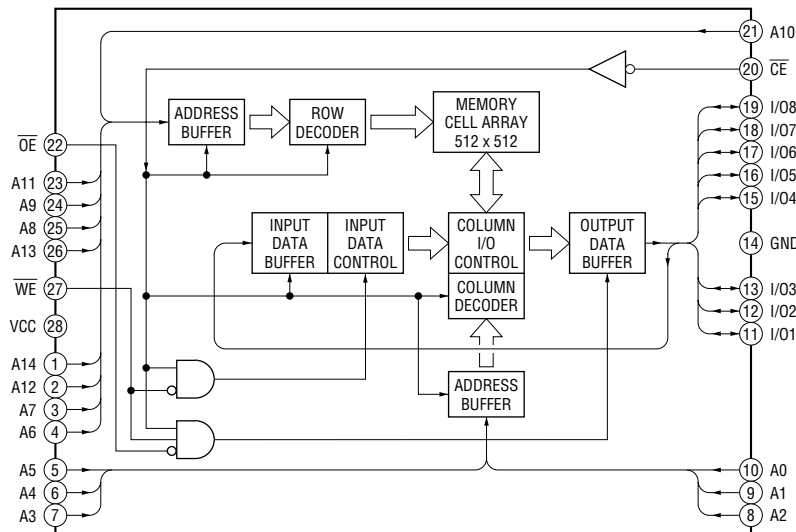 21 A10
20 CE
19 I/O8
18 I/O7
17 I/O6
16 I/O5
15 I/O4
14 GND
13 I/O3
12 I/O2
11 I/O1
10 A0
9 A1
8 A2
OE 22
A11 23
A9 24
A8 25
A13 26
WE 27
VCC 28
A14 1
A12 2
A7 3
A6 4
A5 5
A4 6
A3 7
ADDRESS
BUFFER
ROW
DECODER
MEMORY
CELL ARRAY
512 x 512
INPUT
DATA
BUFFER
INPUT
DATA
CONTROL
COLUMN
I/O
CONTROL
COLUMN
DECODER
OUTPUT
DATA
BUFFER
ADDRESS
BUFFER